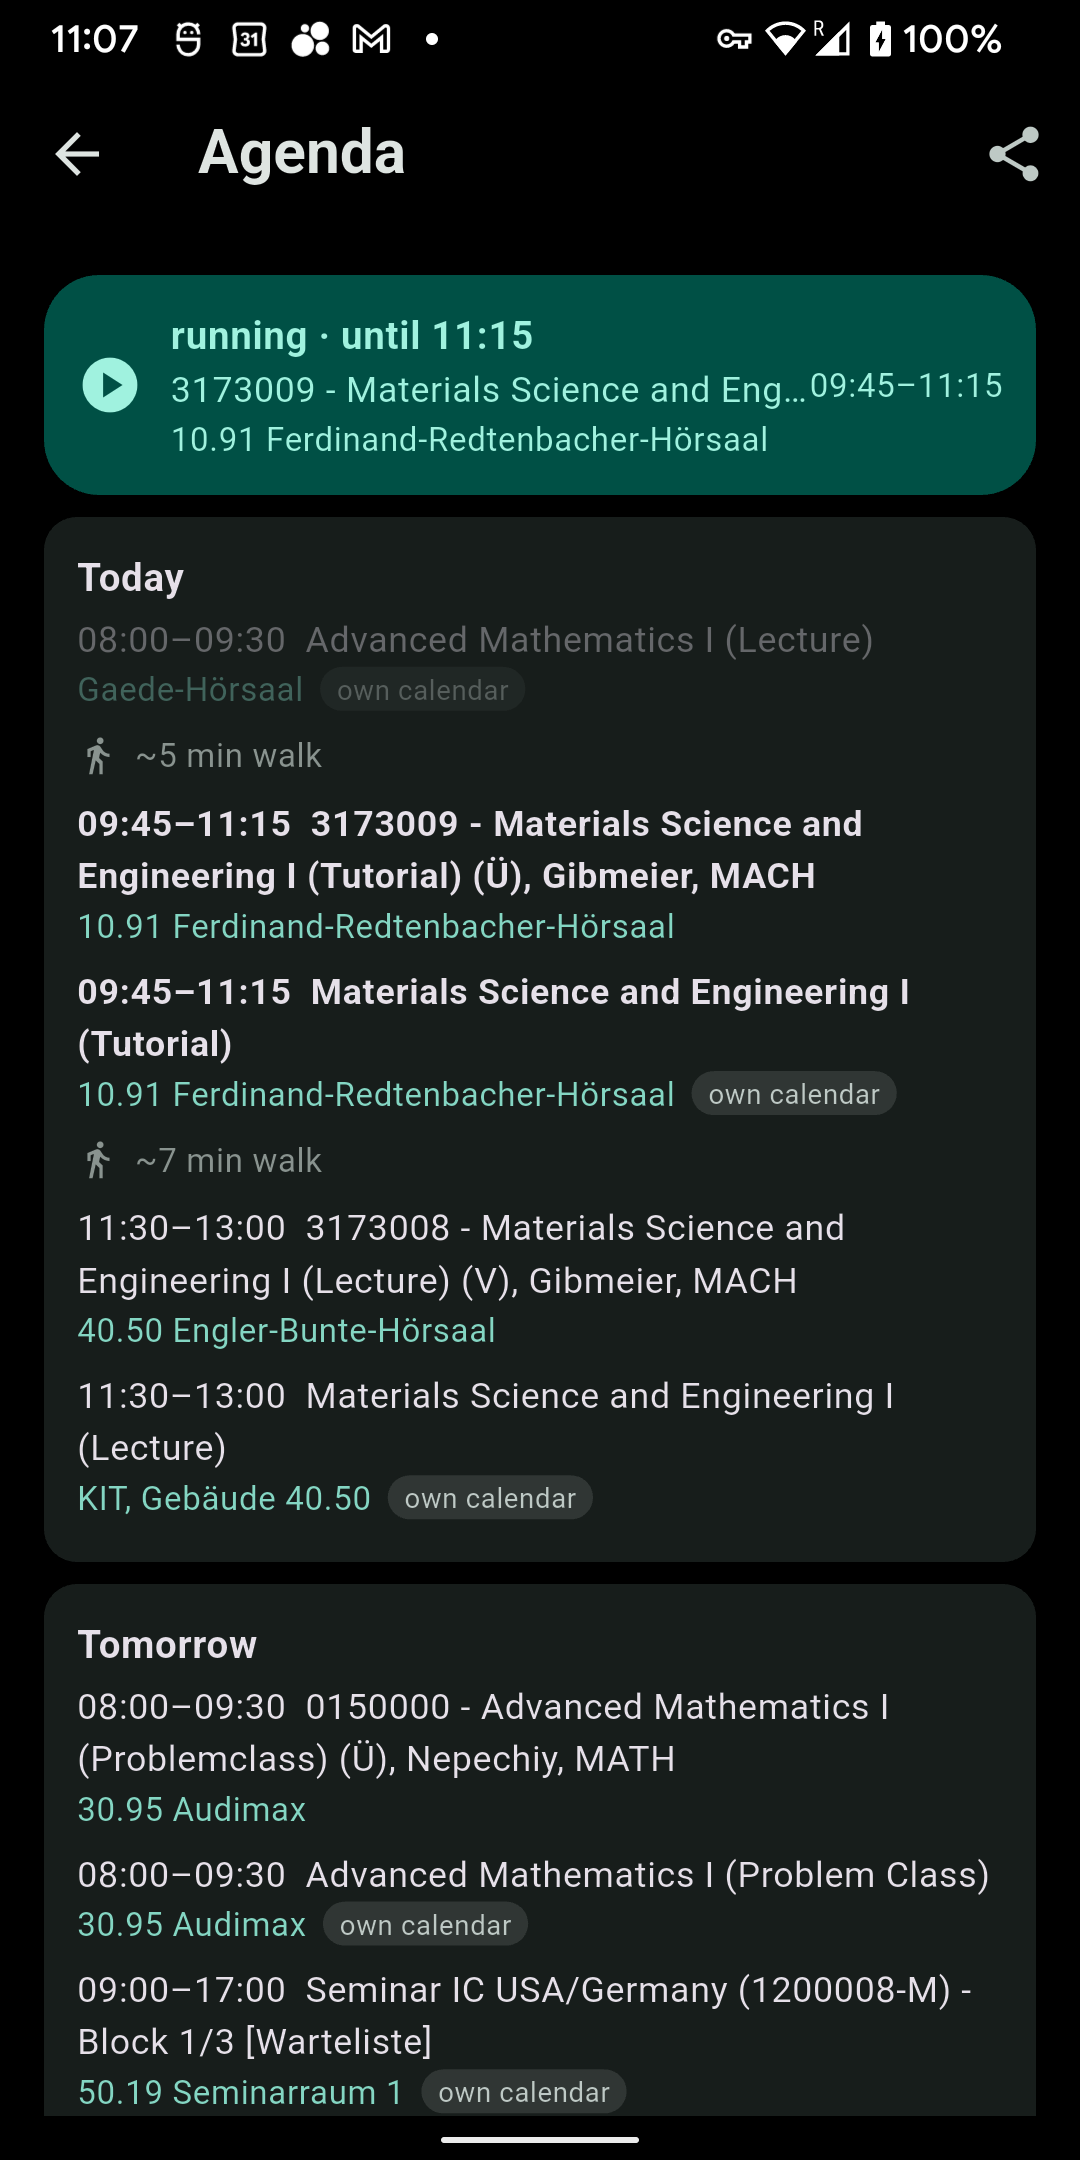 11:07
31
R
100%
Agenda
running · until 11:15
3173009 - Materials Science and Eng… 09:45–11:15
10.91 Ferdinand-Redtenbacher-Hörsaal
Today
08:00–09:30 Advanced Mathematics I (Lecture)
Gaede-Hörsaal own calendar
~5 min walk
09:45–11:15 3173009 - Materials Science and
Engineering I (Tutorial) (Ü), Gibmeier, MACH
10.91 Ferdinand-Redtenbacher-Hörsaal
09:45–11:15 Materials Science and Engineering I
(Tutorial)
10.91 Ferdinand-Redtenbacher-Hörsaal own calendar
~7 min walk
11:30–13:00 3173008 - Materials Science and
Engineering I (Lecture) (V), Gibmeier, MACH
40.50 Engler-Bunte-Hörsaal
11:30–13:00 Materials Science and Engineering I
(Lecture)
KIT, Gebäude 40.50 own calendar
Tomorrow
08:00–09:30 0150000 - Advanced Mathematics I
(Problemclass) (Ü), Nepechiy, MATH
30.95 Audimax
08:00–09:30 Advanced Mathematics I (Problem Class)
30.95 Audimax own calendar
09:00–17:00 Seminar IC USA/Germany (1200008-M) -
Block 1/3 [Warteliste]
50.19 Seminarraum 1 own calendar